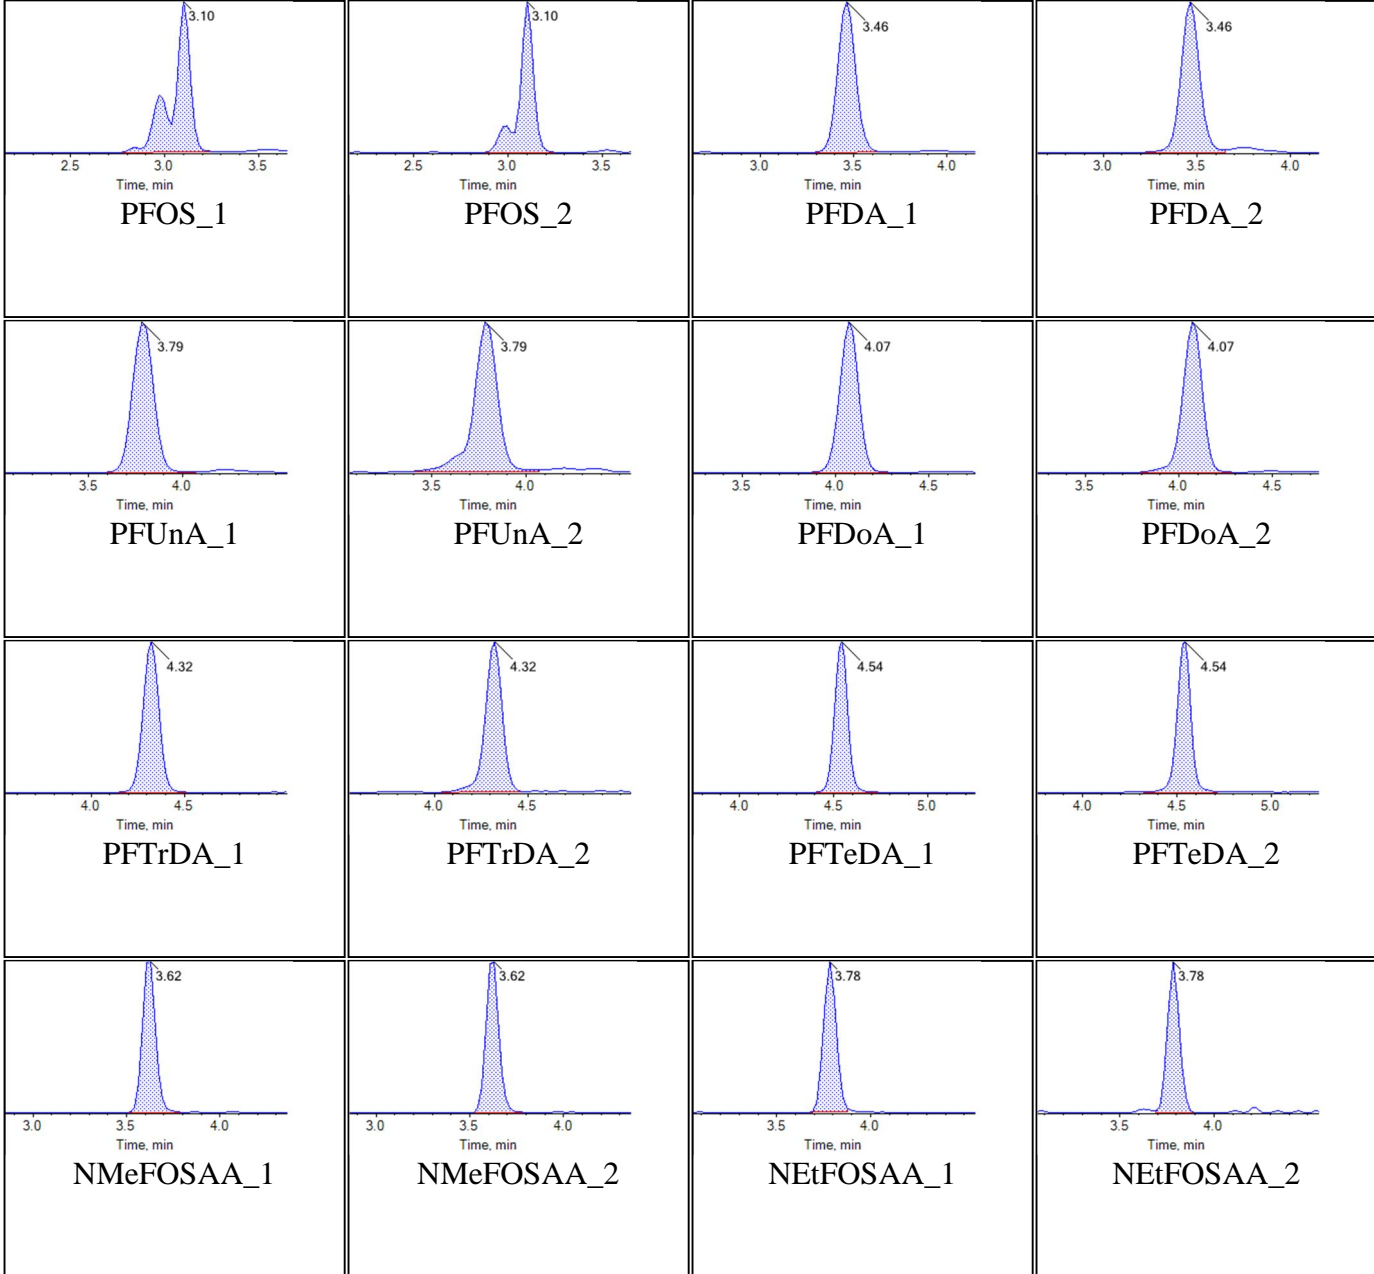 3.10
2.5 3.0 3.5
Time, min
PFOS_1
3.10
2.5 3.0 3.5
Time, min
PFOS_2
3.46
3.0 3.5 4.0
Time, min
PFDA_1
3.46
3.0 3.5 4.0
Time, min
PFDA_2
3.79
3.5 4.0
Time, min
PFUnA_1
3.79
3.5 4.0
Time, min
PFUnA_2
4.07
3.5 4.0 4.5
Time, min
PFDoA_1
4.07
3.5 4.0 4.5
Time, min
PFDoA_2
4.32
4.0 4.5
Time, min
PFTrDA_1
4.32
4.0 4.5
Time, min
PFTrDA_2
4.54
4.0 4.5 5.0
Time, min
PFTeDA_1
4.54
4.0 4.5 5.0
Time, min
PFTeDA_2
3.62
3.0 3.5 4.0
Time, min
NMeFOSAA_1
3.62
3.0 3.5 4.0
Time, min
NMeFOSAA_2
3.78
3.5 4.0
Time, min
NEtFOSAA_1
3.78
3.5 4.0
Time, min
NEtFOSAA_2